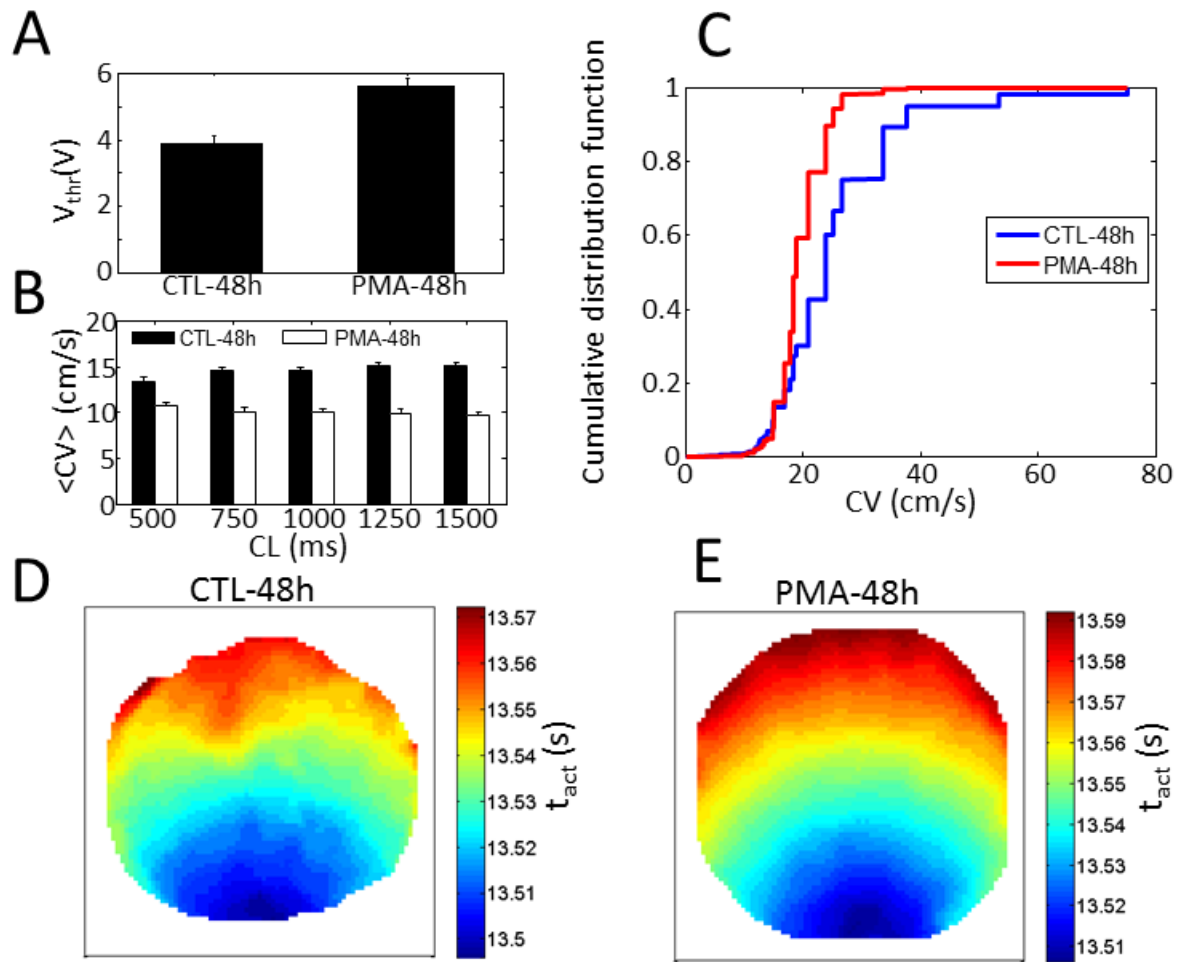 A
V_thr(V)
6
4
2
0
CTL-48h PMA-48h
B
<CV> (cm/s)
20
15
10
5
0
CTL-48h PMA-48h
500 750 1000 1250 1500
CL (ms)
C
Cumulative distribution function
1
0.8
0.6
0.4
0.2
0
CTL-48h
PMA-48h
0 20 40 60 80
CV (cm/s)
D
CTL-48h
13.57
13.56
13.55
13.53
13.52
13.51
13.5
t_act (s)
E
PMA-48h
13.59
13.58
13.57
13.56
13.55
13.54
13.52
13.51
t_act (s)